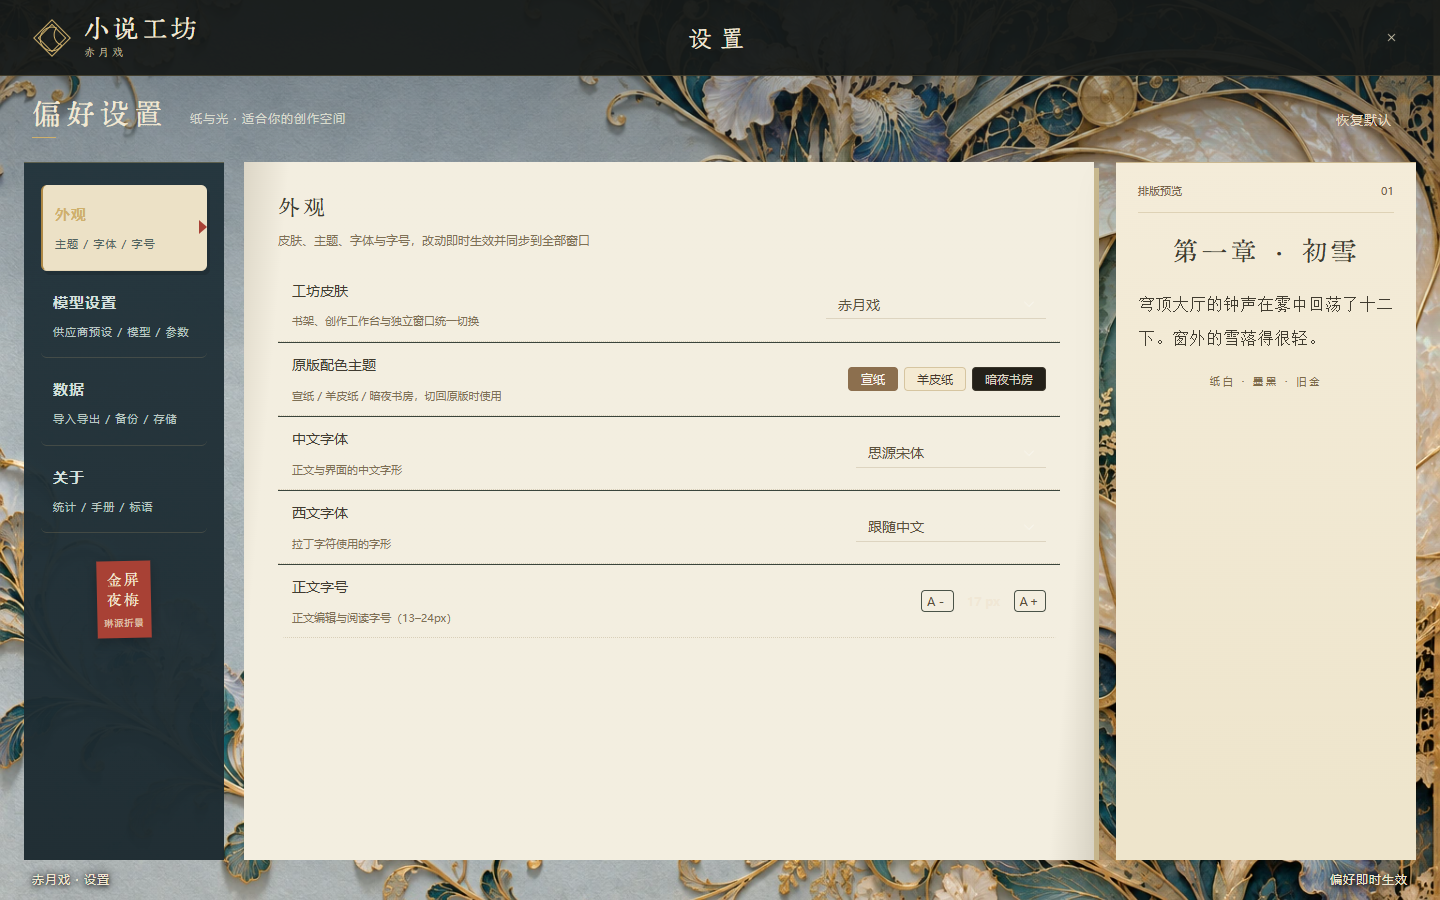 小说工坊
赤月戏
设置
×
偏好设置
纸与光 · 适合你的创作空间
恢复默认
外观
主题 / 字体 / 字号
模型设置
供应商预设 / 模型 / 参数
数据
导入导出 / 备份 / 存储
关于
统计 / 手册 / 标语
金屏
夜梅
琳派折景
外观
皮肤、主题、字体与字号，改动即时生效并同步到全部窗口
工坊皮肤
书架、创作工作台与独立窗口统一切换
赤月戏
原版配色主题
宣纸 / 羊皮纸 / 暗夜书房，切回原版时使用
宣纸
羊皮纸
暗夜书房
中文字体
正文与界面的中文字形
思源宋体
西文字体
拉丁字符使用的字形
跟随中文
正文字号
正文编辑与阅读字号（13–24px）
A -
17 px
A +
排版预览
01
第一章 · 初雪
穹顶大厅的钟声在雾中回荡了十二
下。窗外的雪落得很轻。
纸白 · 墨黑 · 旧金
赤月戏 · 设置
偏好即时生效